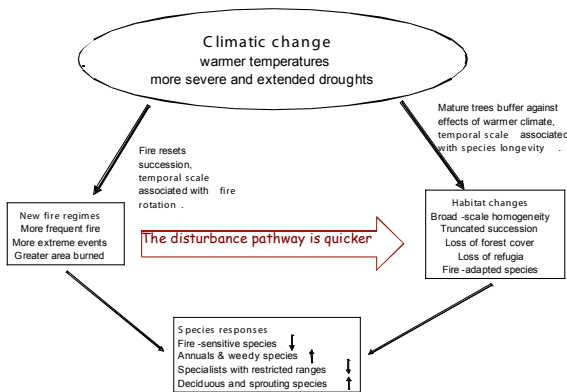 Climatic change
warmer temperatures
more severe and extended droughts
Mature trees buffer against
effects of warmer climate,
temporal scale associated
with species longevity .
Fire resets
succession,
temporal scale
associated with fire
rotation .
New fire regimes
More frequent fire
More extreme events
Greater area burned
The disturbance pathway is quicker
Habitat changes
Broad -scale homogeneity
Truncated succession
Loss of forest cover
Loss of refugia
Fire -adapted species
Species responses
Fire -sensitive species
Annuals & weedy species
Specialists with restricted ranges
Deciduous and sprouting species